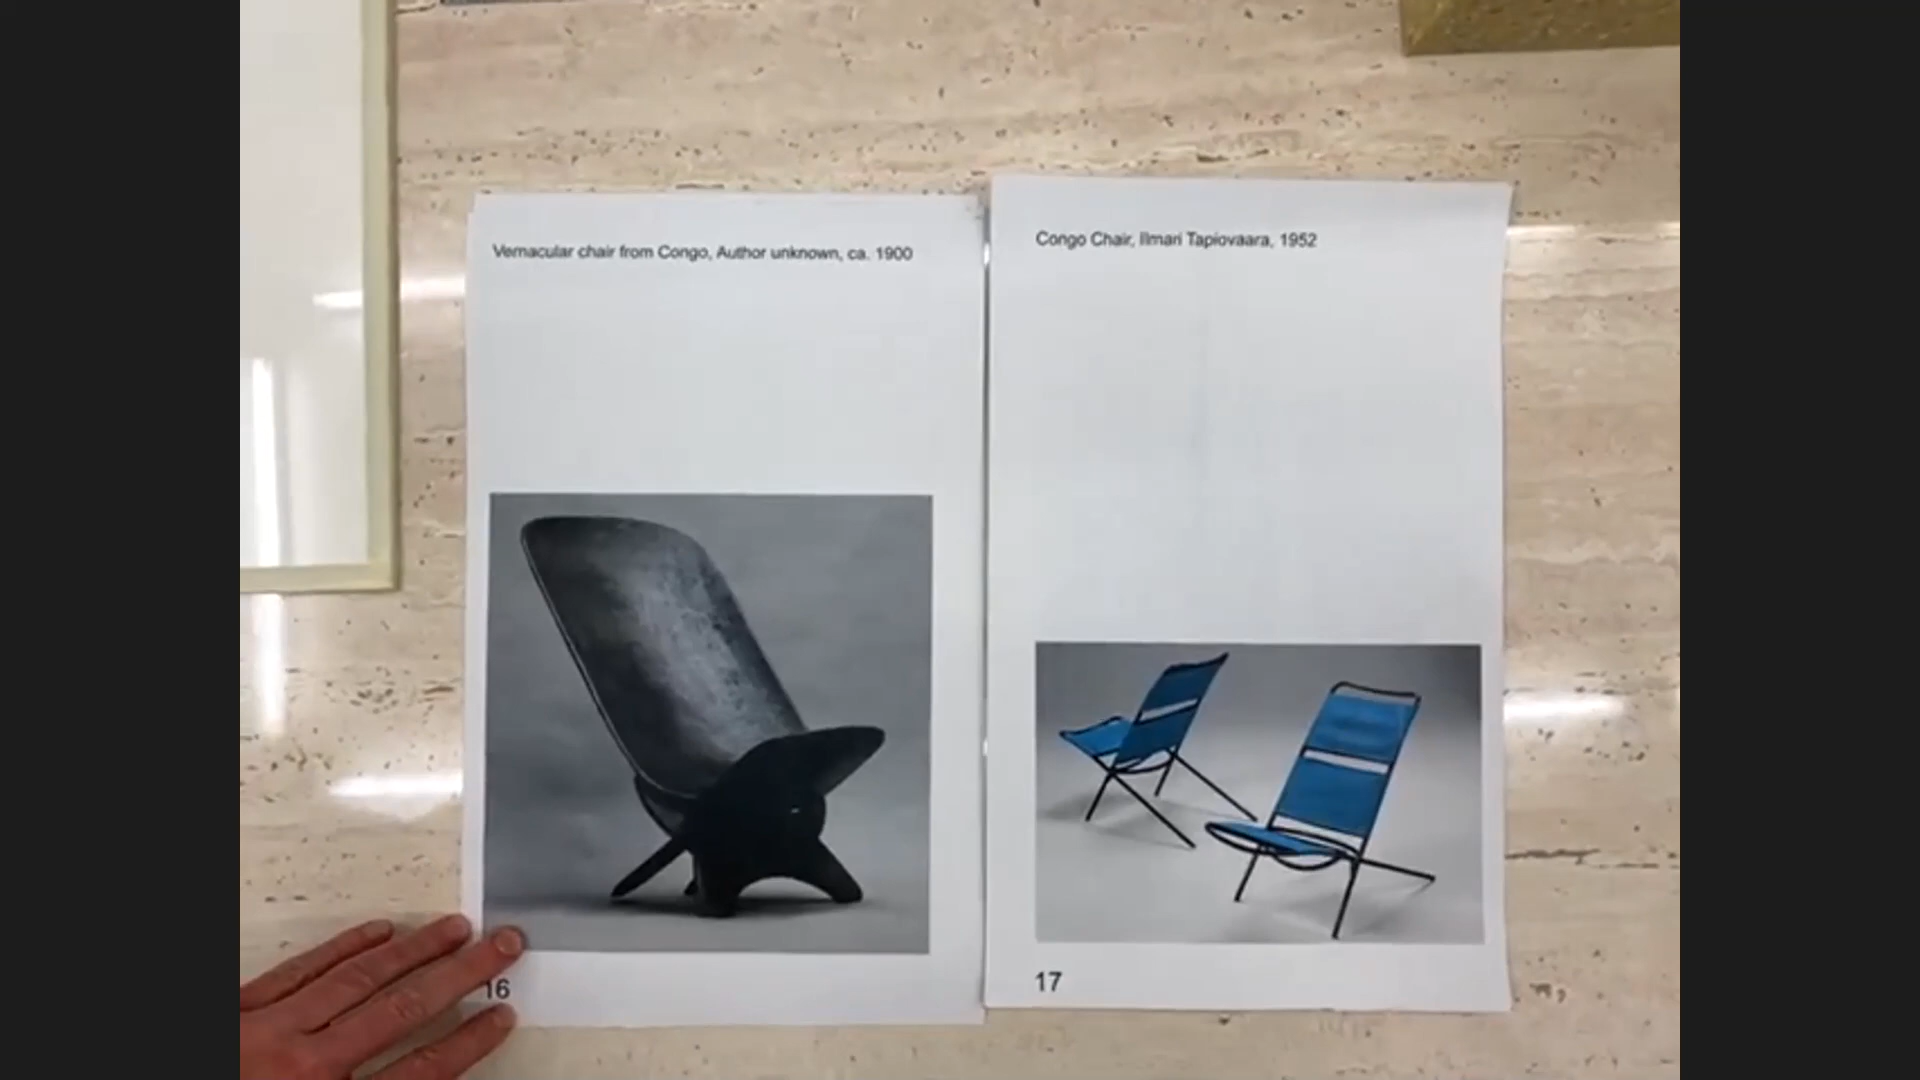 Vernacular chair from Congo, Author unknown, ca. 1900
16
Congo Chair, Ilmari Tapiovaara, 1952
17